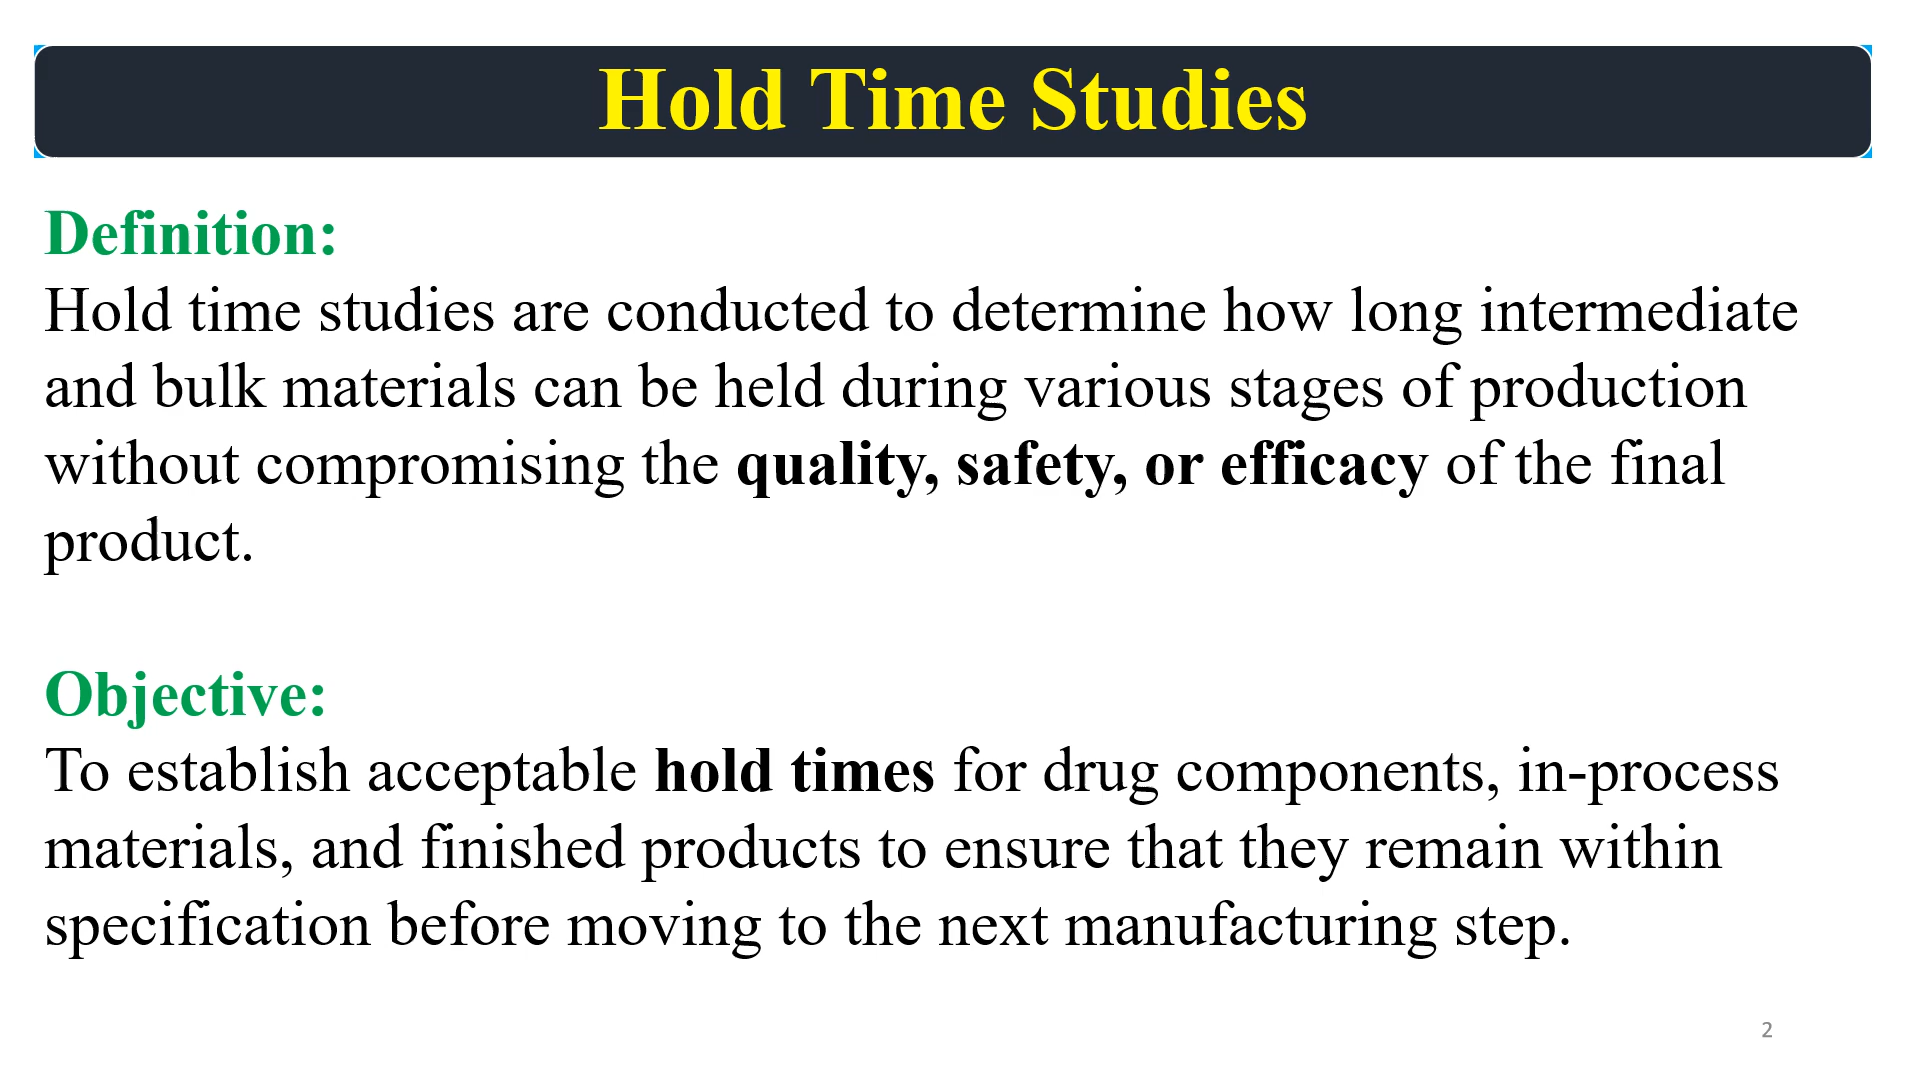 Hold Time Studies
Definition:
Hold time studies are conducted to determine how long intermediate
and bulk materials can be held during various stages of production
without compromising the quality, safety, or efficacy of the final
product.
Objective:
To establish acceptable hold times for drug components, in-process
materials, and finished products to ensure that they remain within
specification before moving to the next manufacturing step.
2